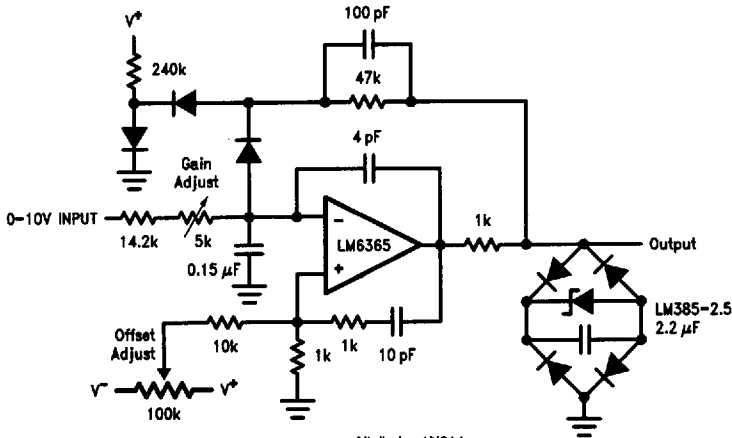 V+
240k
100 pF
47k
4 pF
Gain
Adjust
0-10V INPUT
14.2k
5k
0.15 μF
−
LM6365
+
1k
Output
LM385-2.5
2.2 μF
Offset
Adjust
10k
1k
1k
10 pF
V−
V+
100k